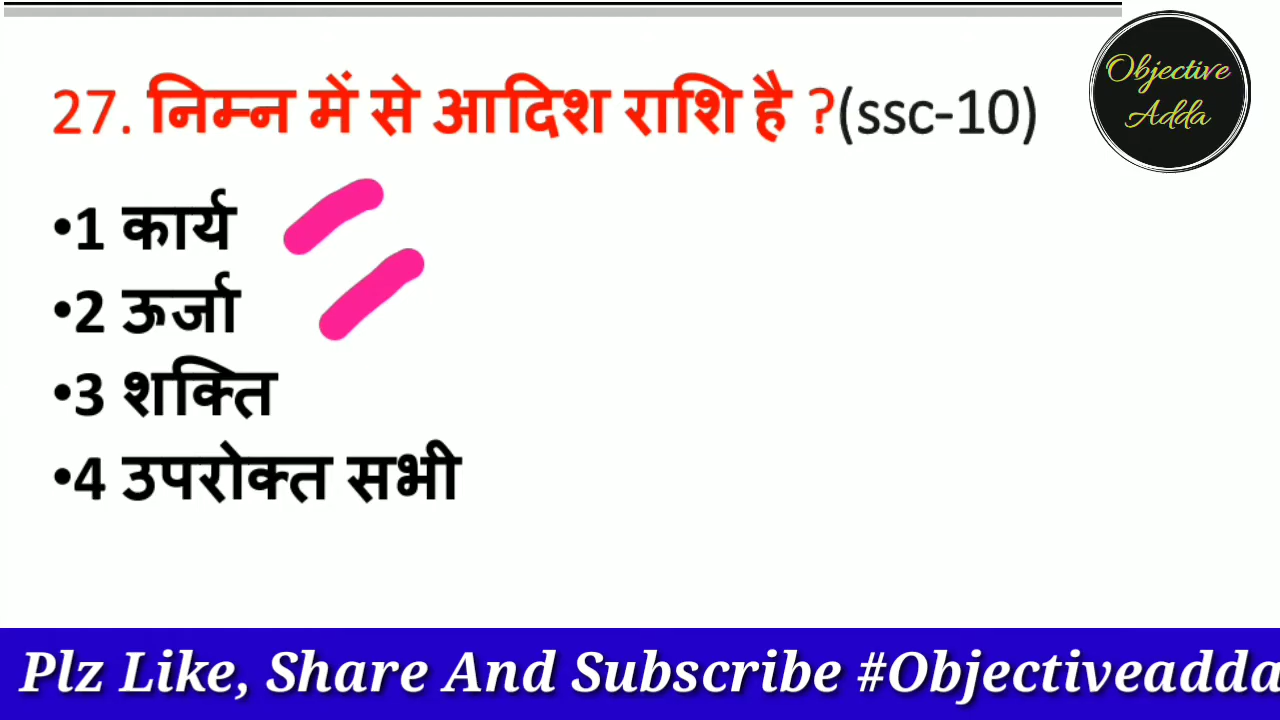 27. निम्न में से आदिश राशि है ?(ssc-10)
Objective
Adda
•1 कार्य
•2 ऊर्जा
•3 शक्ति
•4 उपरोक्त सभी
Plz Like, Share And Subscribe #Objectiveadda